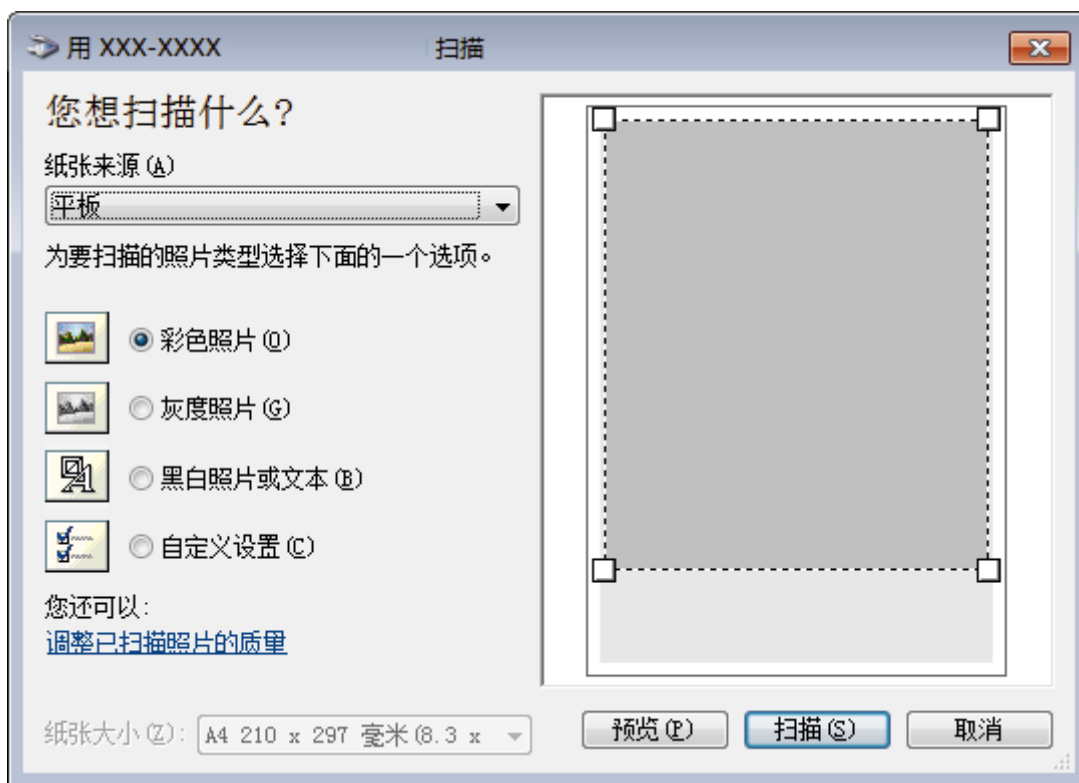 用 XXX-XXXX 扫描
您想扫描什么?
纸张来源(A)
平板
为要扫描的照片类型选择下面的一个选项。
彩色照片(O)
灰度照片(G)
黑白照片或文本(B)
自定义设置(C)
您还可以:
调整已扫描照片的质量
纸张大小(Z): A4 210 x 297 毫米(8.3 x
预览(P) 扫描(S) 取消